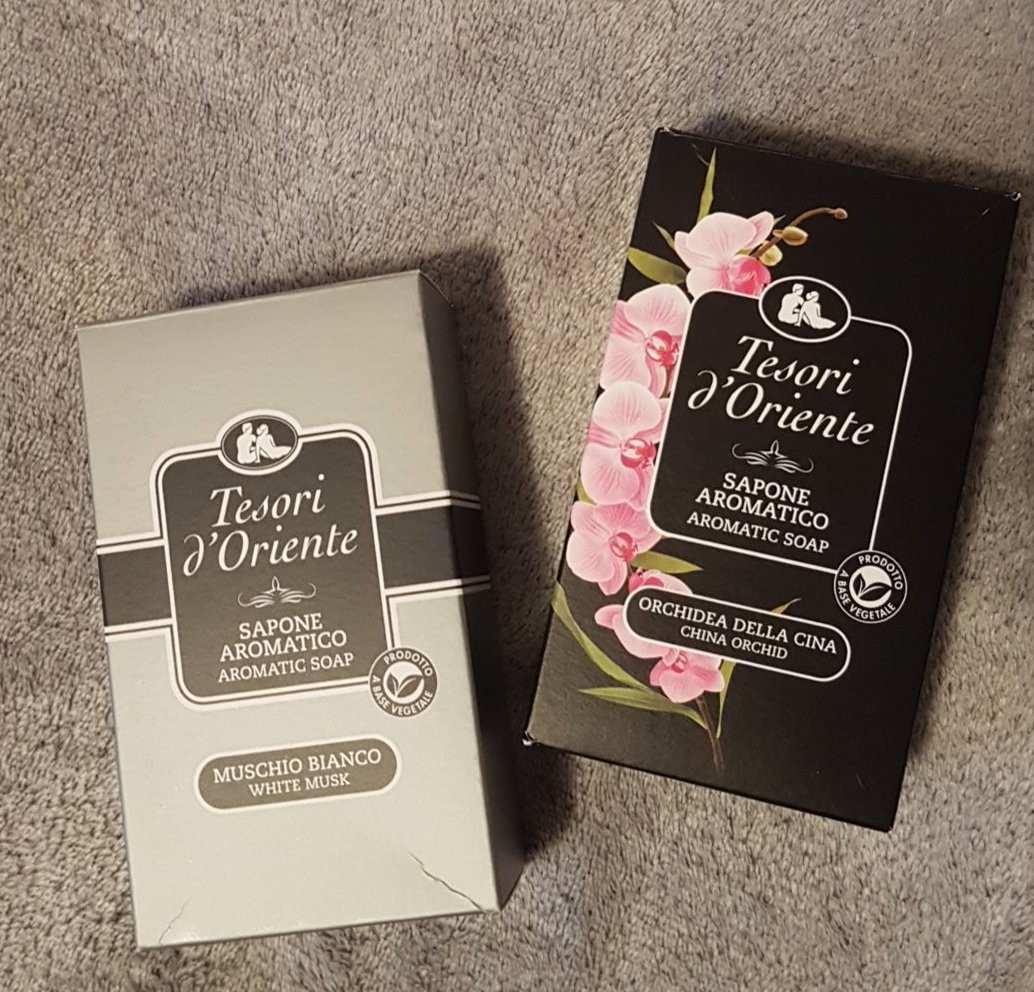 Tesori
d'Oriente
SAPONE
AROMATICO
AROMATIC SOAP
PRODOTTO
A BASE VEGETALE
MUSCHIO BIANCO
WHITE MUSK
Tesori
d'Oriente
SAPONE
AROMATICO
AROMATIC SOAP
PRODOTTO
A BASE VEGETALE
ORCHIDEA DELLA CINA
CHINA ORCHID